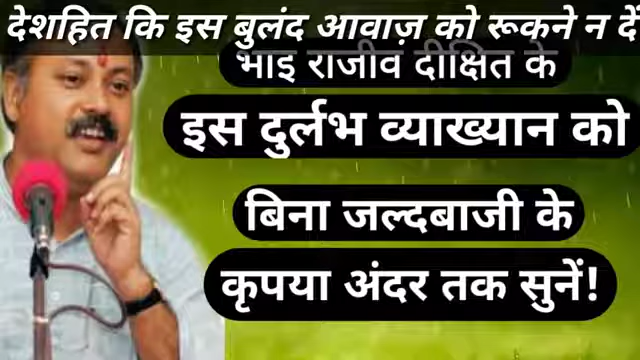 देशहित कि इस बुलंद आवाज़ को रूकने न दें
भाइ राजीव दीक्षित के
इस दुर्लभ व्याख्यान को
बिना जल्दबाजी के
कृपया अंदर तक सुनें!